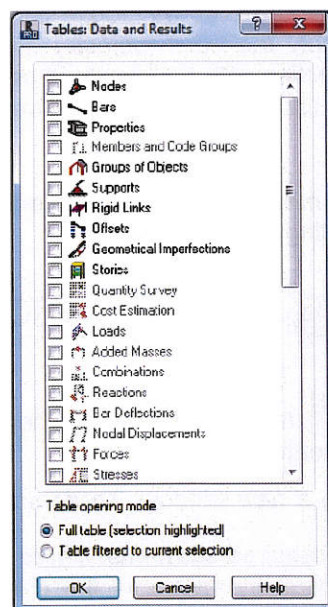 Tables: Data and Results
Nodes
Bars
Properties
Members and Code Groups
Groups of Objects
Supports
Rigid Links
Offsets
Geometrical Imperfections
Stories
Quantity Survey
Cost Estimation
Loads
Added Masses
Combinations
Reactions
Bar Deflections
Nodal Displacements
Forces
Stresses
Table opening mode
Full table (selection highlighted)
Table filtered to current selection
OK Cancel Help